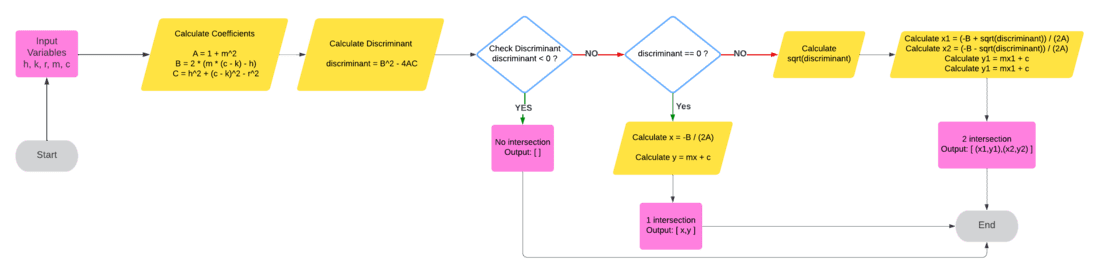 Start
Input
Variables
h, k, r, m, c
Calculate Coefficients
A = 1 + m^2
B = 2 * (m * (c - k) - h)
C = h^2 + (c - k)^2 - r^2
Calculate Discriminant
discriminant = B^2 - 4AC
Check Discriminant
discriminant < 0 ?
NO
YES
No intersection
Output: [ ]
discriminant == 0 ?
NO
Yes
Calculate x = -B / (2A)
Calculate y = mx + c
1 intersection
Output: [ x,y ]
Calculate
sqrt(discriminant)
Calculate x1 = (-B + sqrt(discriminant)) / (2A)
Calculate x2 = (-B - sqrt(discriminant)) / (2A)
Calculate y1 = mx1 + c
Calculate y1 = mx1 + c
2 intersection
Output: [ (x1,y1),(x2,y2) ]
End